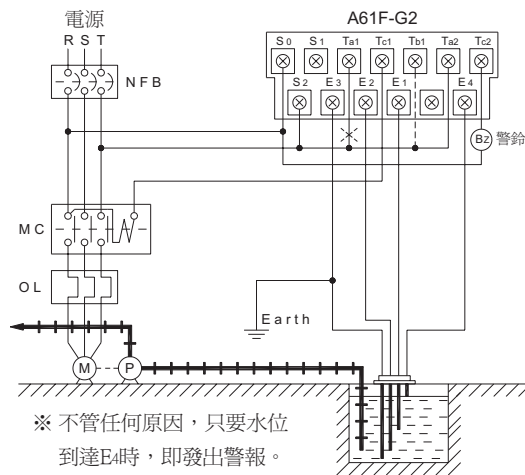 電源
A61F-G2
R S T
S0 S1 Ta1 Tc1 Tb1 Ta2 Tc2
NFB
S2 E3 E2 E1 E4
Bz 警鈴
MC
OL
Earth
M P
※ 不管任何原因，只要水位
到達E4時，即發出警報。